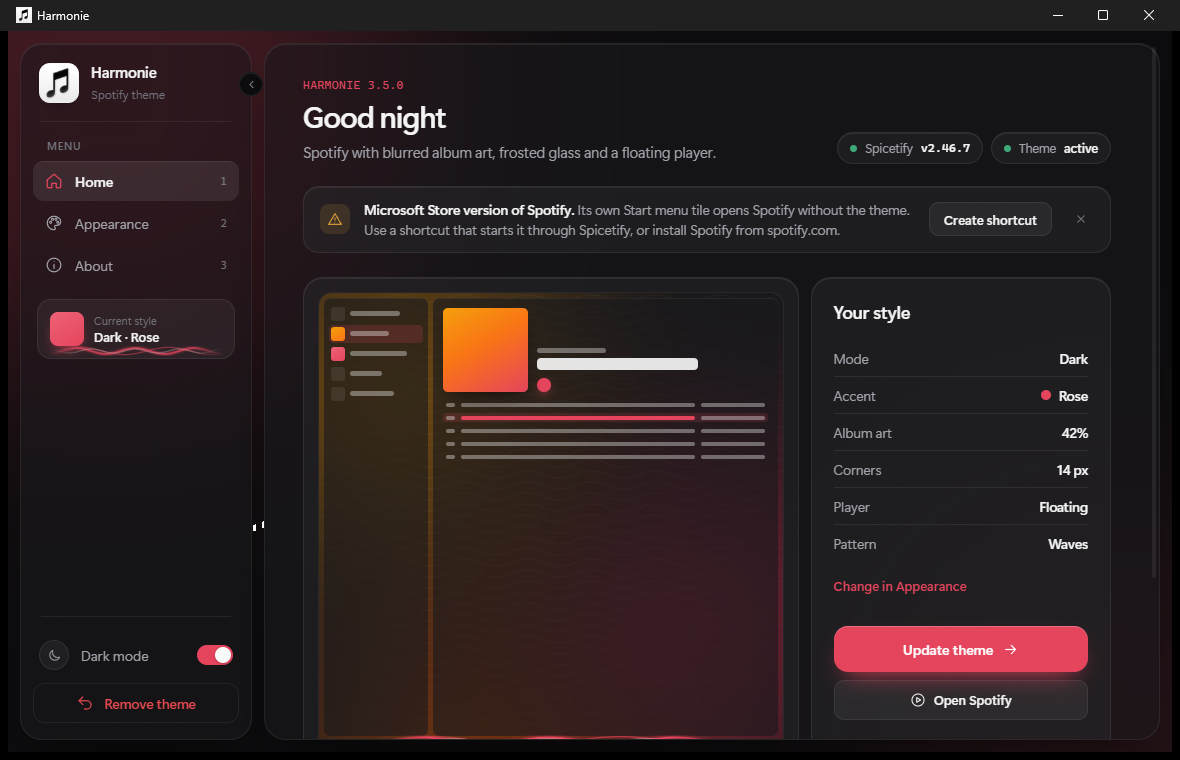 Harmonie
Harmonie
Spotify theme
MENU
Home 1
Appearance 2
About 3
Current style
Dark · Rose
Dark mode
Remove theme
HARMONIE 3.5.0
Good night
Spotify with blurred album art, frosted glass and a floating player.
Spicetify v2.46.7
Theme active
Microsoft Store version of Spotify. Its own Start menu tile opens Spotify without the theme.
Use a shortcut that starts it through Spicetify, or install Spotify from spotify.com.
Create shortcut
Your style
Mode Dark
Accent Rose
Album art 42%
Corners 14 px
Player Floating
Pattern Waves
Change in Appearance
Update theme
Open Spotify